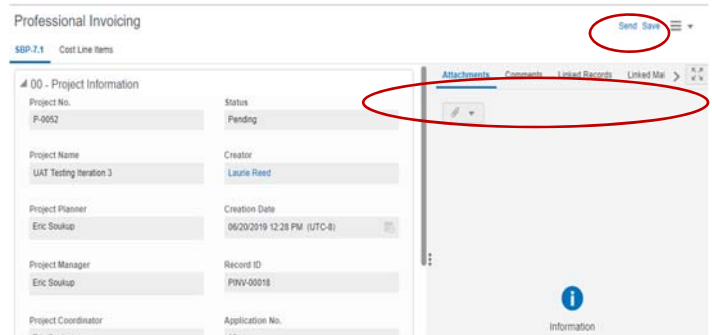 Professional Invoicing
Send Save
SBP-7.1 Cost Line Items
00 - Project Information
Attachments Comments Linked Records Linked Mai
Project No. Status
P-0052 Pending
Project Name Creator
UAT Testing Iteration 3 Laurie Reed
Project Planner Creation Date
Eric Soukup 06/20/2019 12:28 PM (UTC-8)
Project Manager Record ID
Eric Soukup PINV-00018
Project Coordinator Application No.
Information